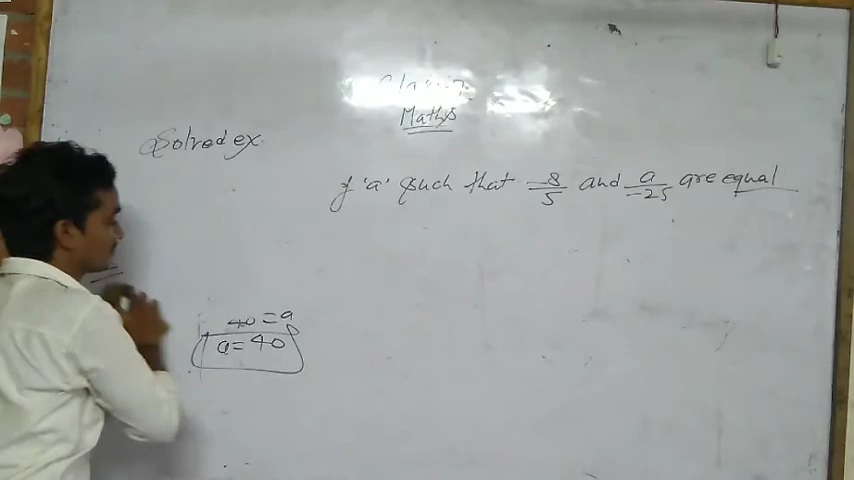 Maths
Solved ex.
f 'a' such that -8/5 and a/-25 are equal
40 = a
a = 40